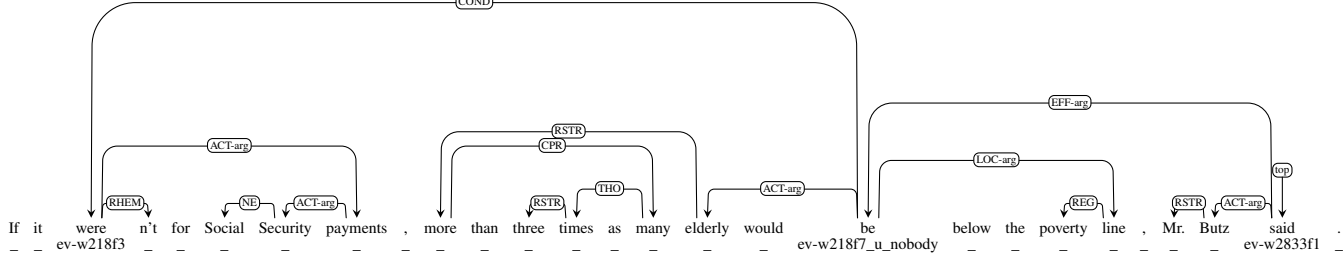 COND
EFF-arg
RSTR
ACT-arg CPR LOC-arg
top
THO ACT-arg
RHEM NE ACT-arg RSTR REG RSTR ACT-arg
If it were n't for Social Security payments , more than three times as many elderly would be below the poverty line , Mr. Butz said .
_ _ ev-w218f3 _ _ _ _ _ _ _ _ _ _ _ _ _ _ ev-w218f7_u_nobody _ _ _ _ _ _ _ ev-w2833f1 _